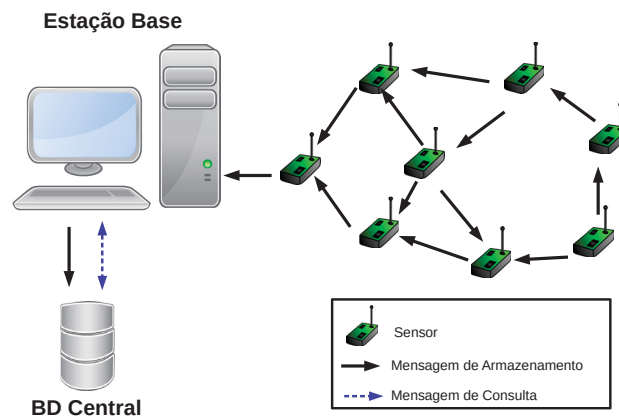 Estação Base
BD Central
Sensor
Mensagem de Armazenamento
Mensagem de Consulta